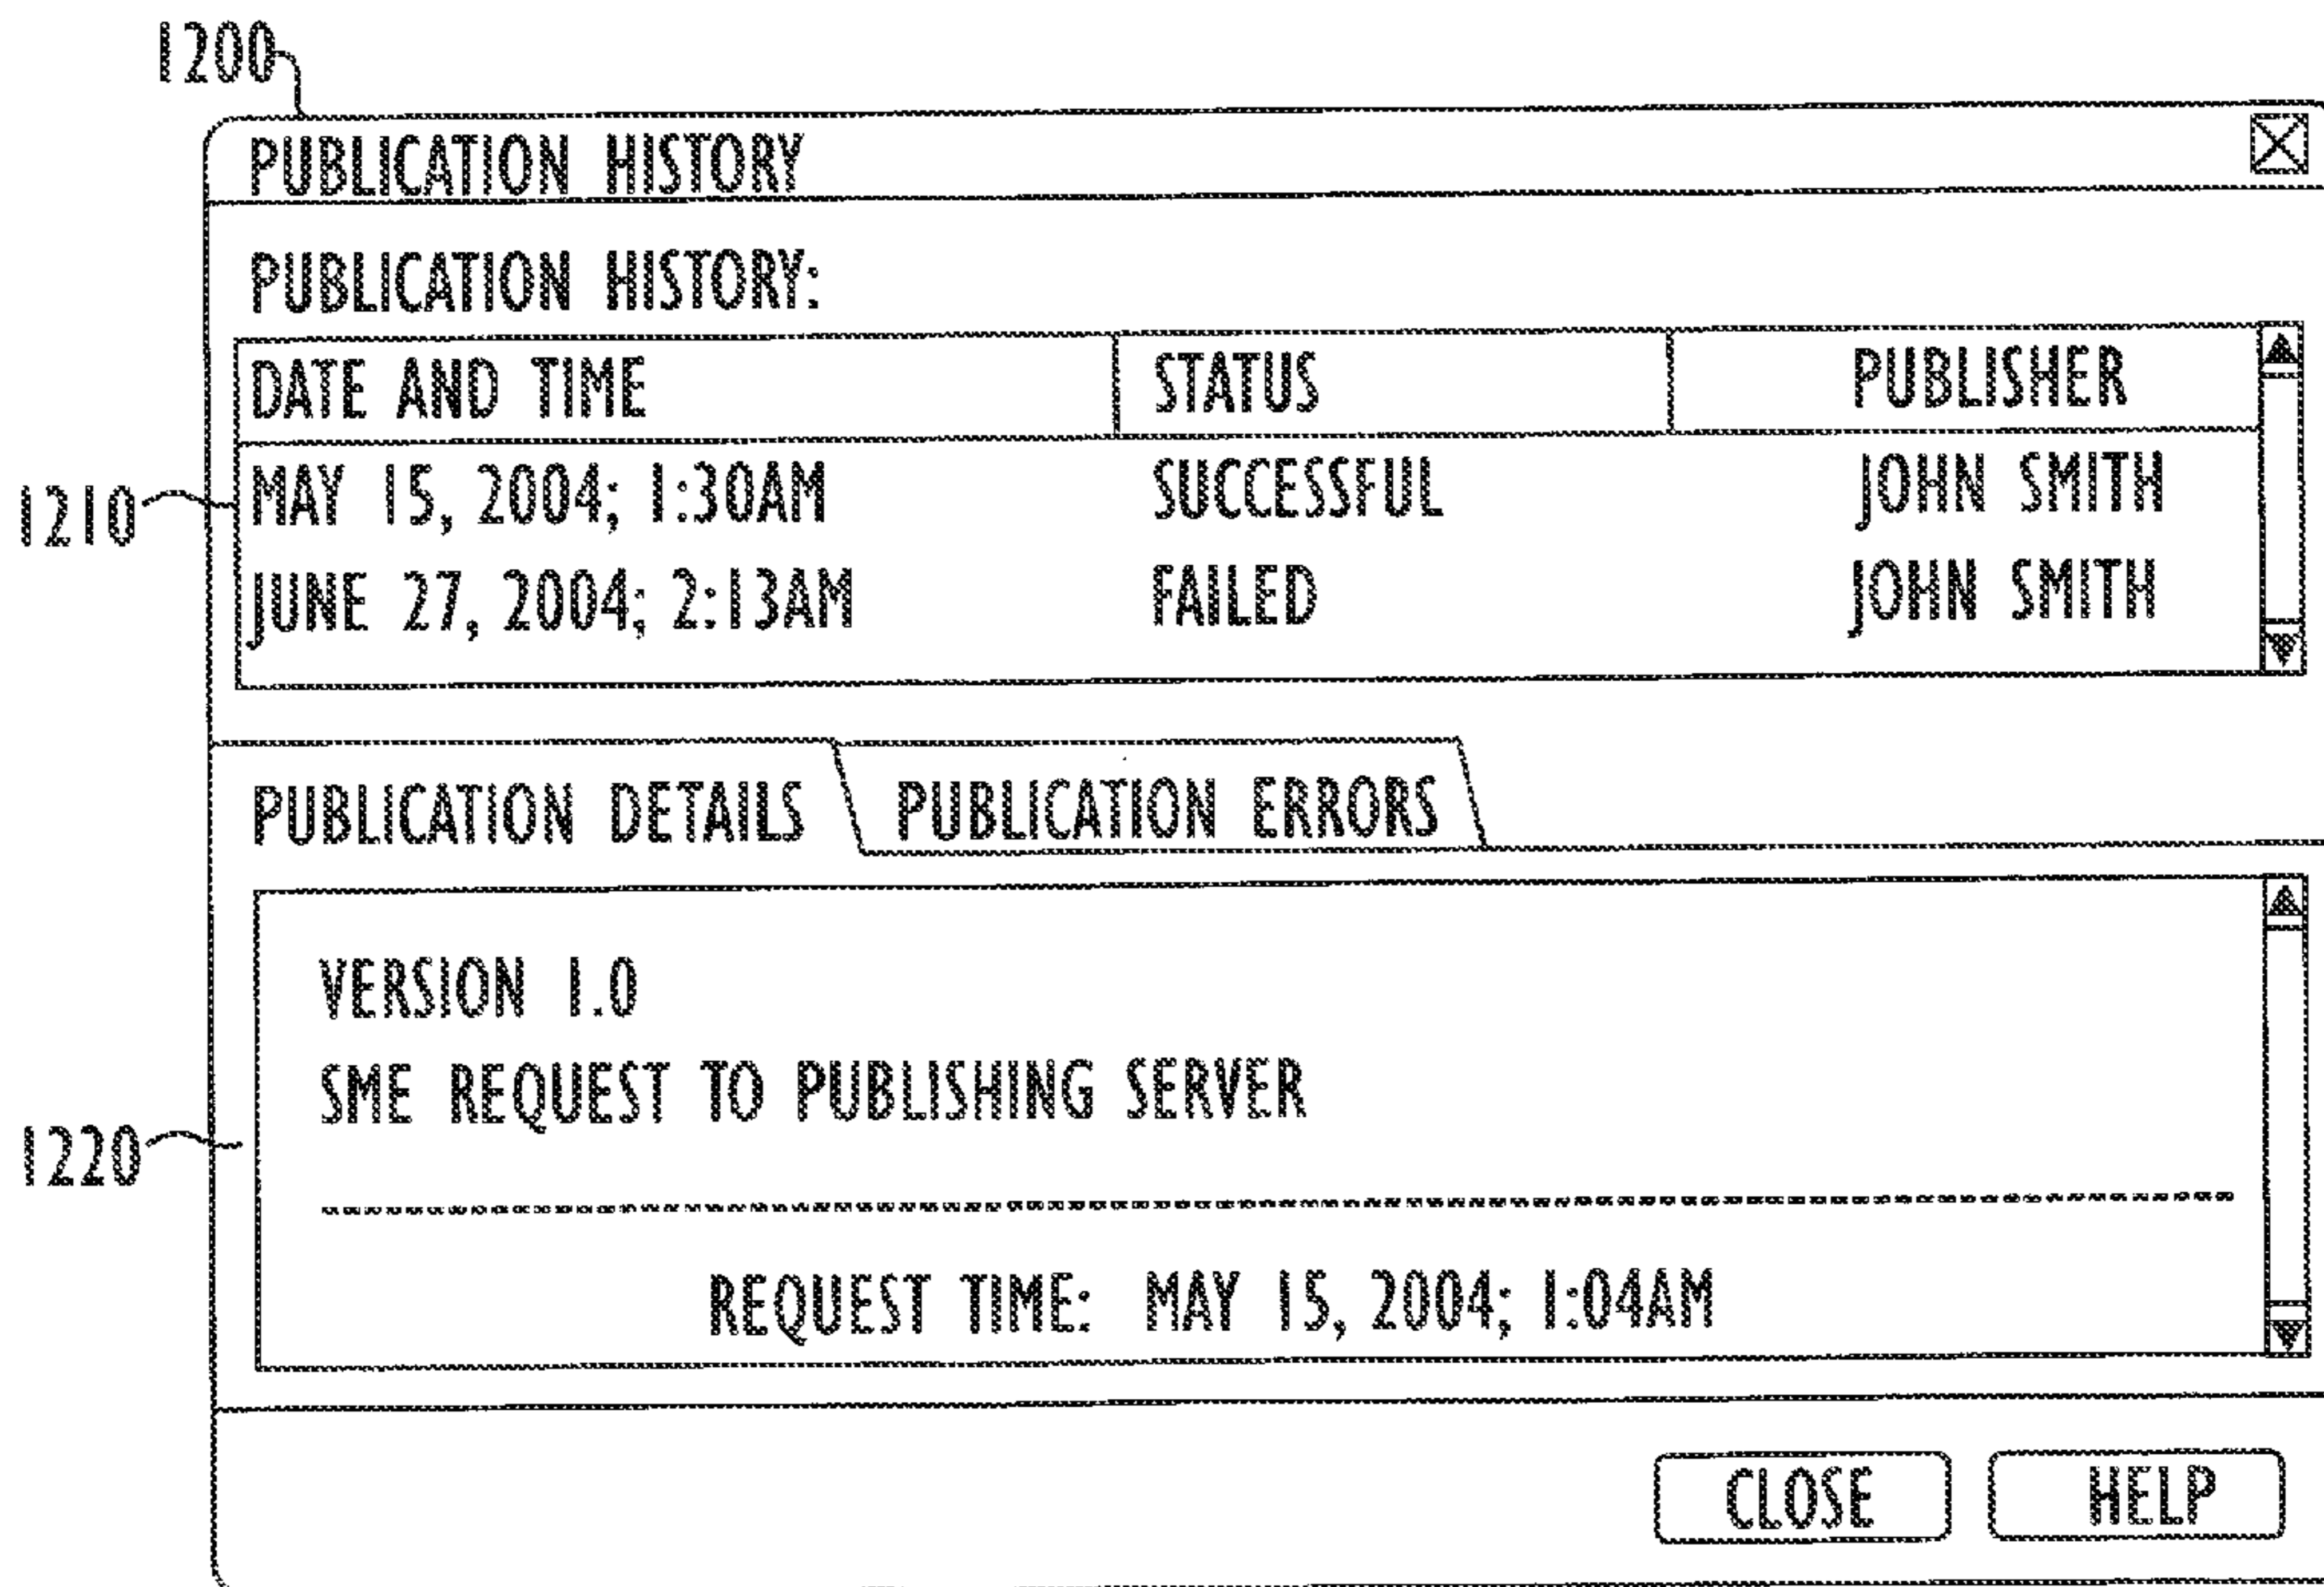 1200
PUBLICATION HISTORY
PUBLICATION HISTORY:
DATE AND TIME STATUS PUBLISHER
1210
MAY 15, 2004; 1:30AM SUCCESSFUL JOHN SMITH
JUNE 27, 2004; 2:13AM FAILED JOHN SMITH
PUBLICATION DETAILS PUBLICATION ERRORS
VERSION 1.0
SME REQUEST TO PUBLISHING SERVER
1220
REQUEST TIME: MAY 15, 2004; 1:04AM
CLOSE HELP